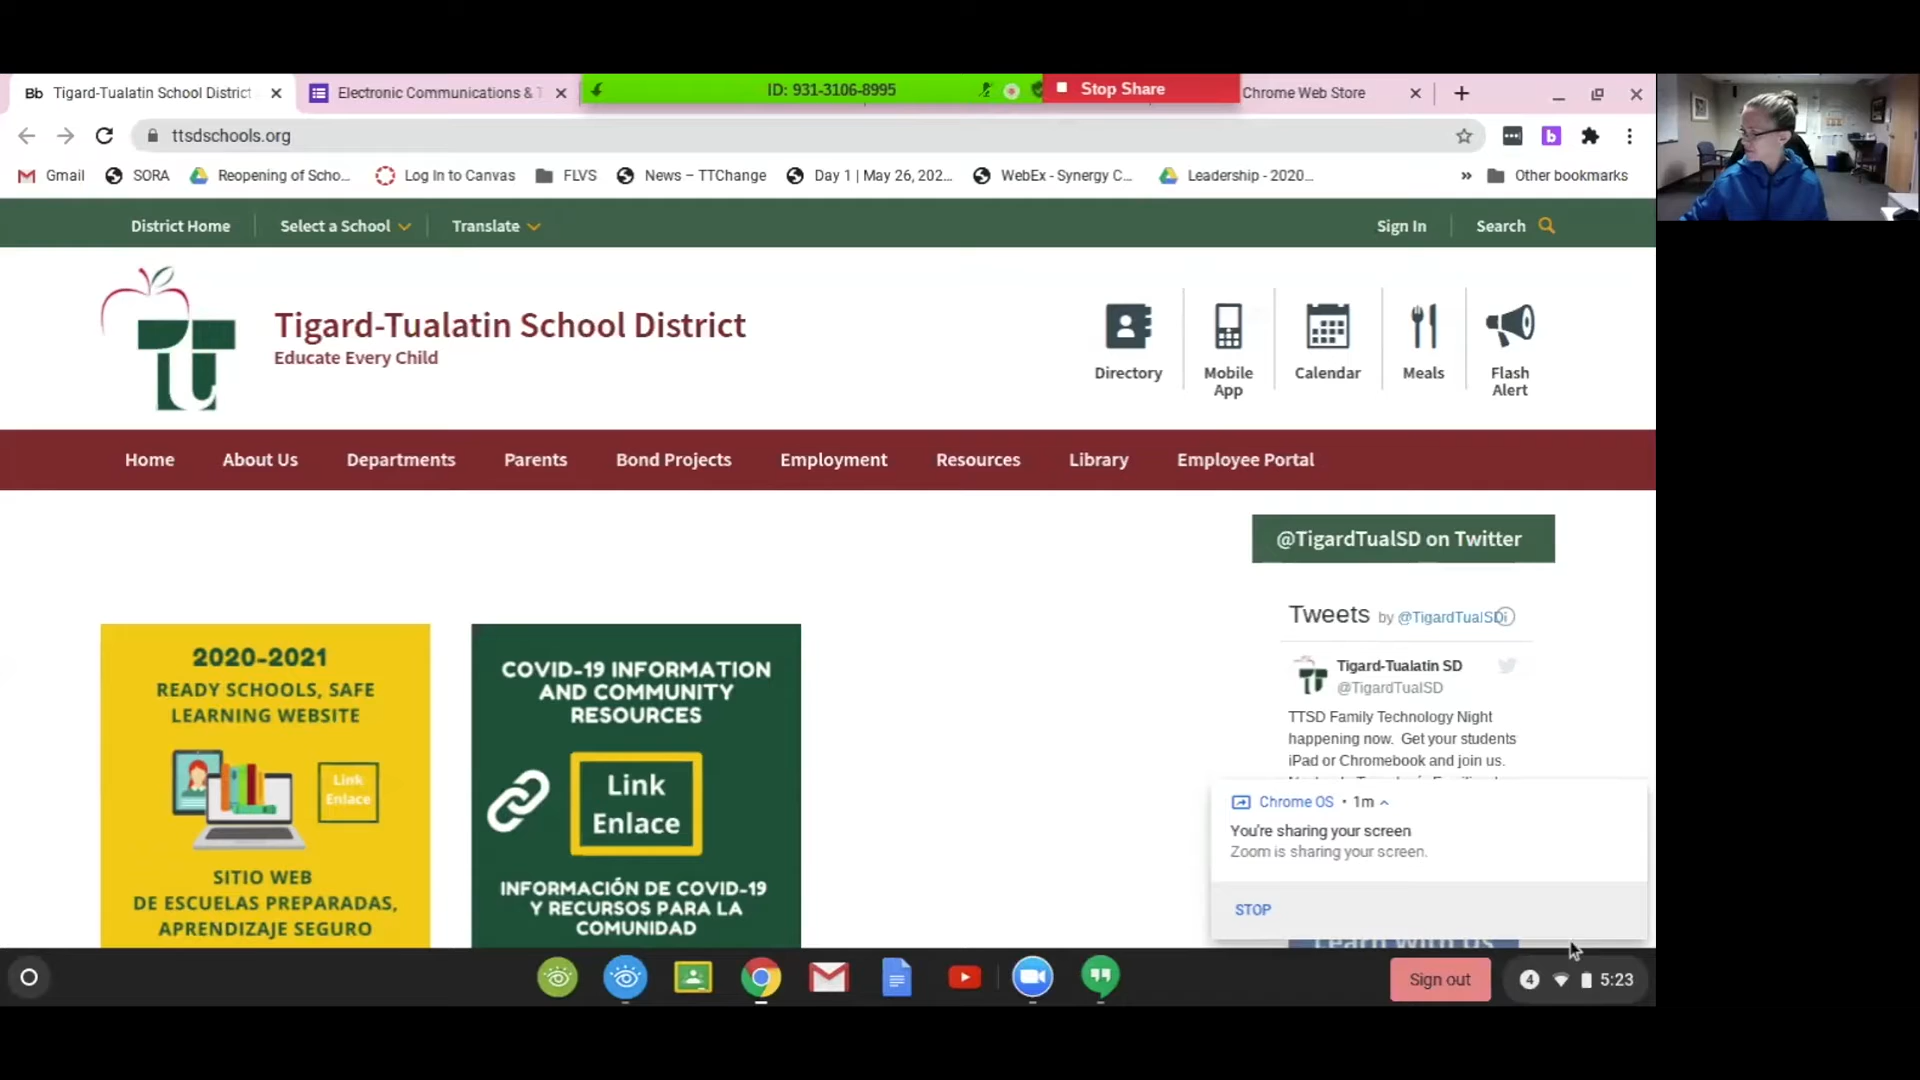 Bb Tigard-Tualatin School District
Electronic Communications & T
ID: 931-3106-8995
Stop Share
Chrome Web Store
ttsdschools.org
Gmail
SORA
Reopening of Scho...
Log In to Canvas
FLVS
News – TTChange
Day 1 | May 26, 202...
WebEx - Synergy C...
Leadership - 2020...
»
Other bookmarks
District Home
Select a School
Translate
Sign In
Search
Tigard-Tualatin School District
Educate Every Child
Directory
Mobile
App
Calendar
Meals
Flash
Alert
Home
About Us
Departments
Parents
Bond Projects
Employment
Resources
Library
Employee Portal
@TigardTualSD on Twitter
Tweets by @TigardTualSD
Tigard-Tualatin SD
@TigardTualSD
TTSD Family Technology Night
happening now. Get your students
iPad or Chromebook and join us.
2020-2021
READY SCHOOLS, SAFE
LEARNING WEBSITE
Link
Enlace
SITIO WEB
DE ESCUELAS PREPARADAS,
APRENDIZAJE SEGURO
COVID-19 INFORMATION
AND COMMUNITY
RESOURCES
Link
Enlace
INFORMACIÓN DE COVID-19
Y RECURSOS PARA LA
COMUNIDAD
Chrome OS • 1m
You're sharing your screen
Zoom is sharing your screen.
STOP
Learn With Us
Sign out
4
5:23